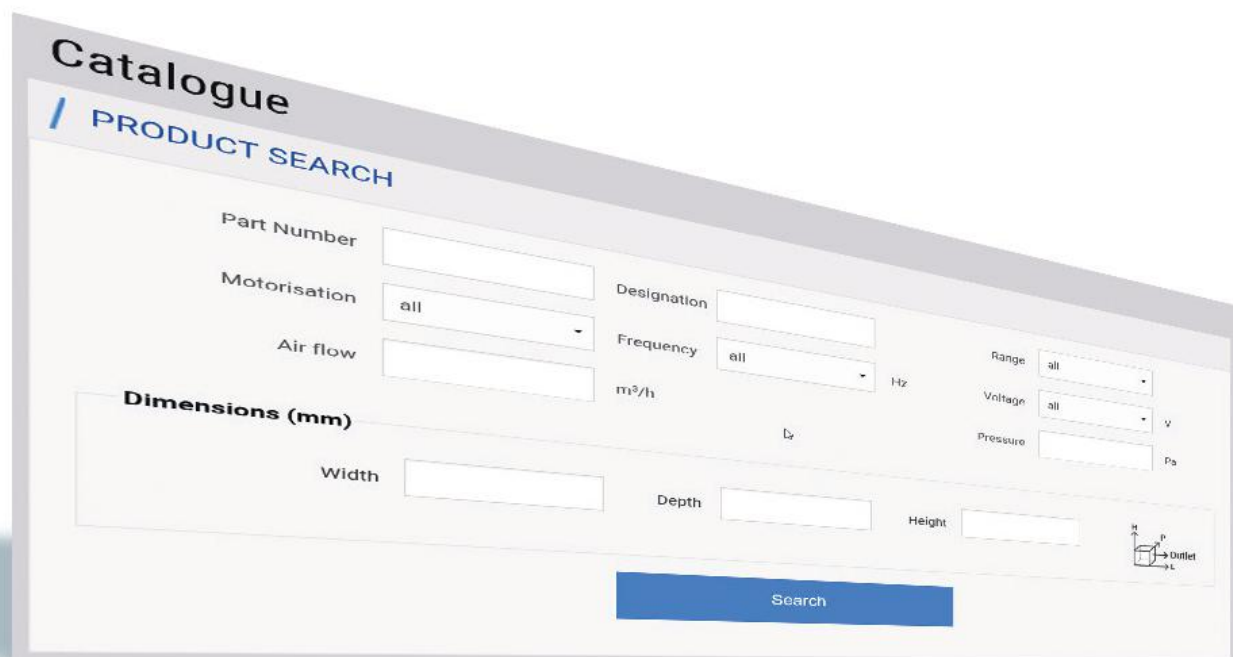 Catalogue
PRODUCT SEARCH
Part Number
Designation
Range all
Motorisation all
Frequency all Hz
Voltage all V
Air flow m³/h
Pressure Pa
Dimensions (mm)
Width
Depth
Height
H
P
Outlet
L
Search